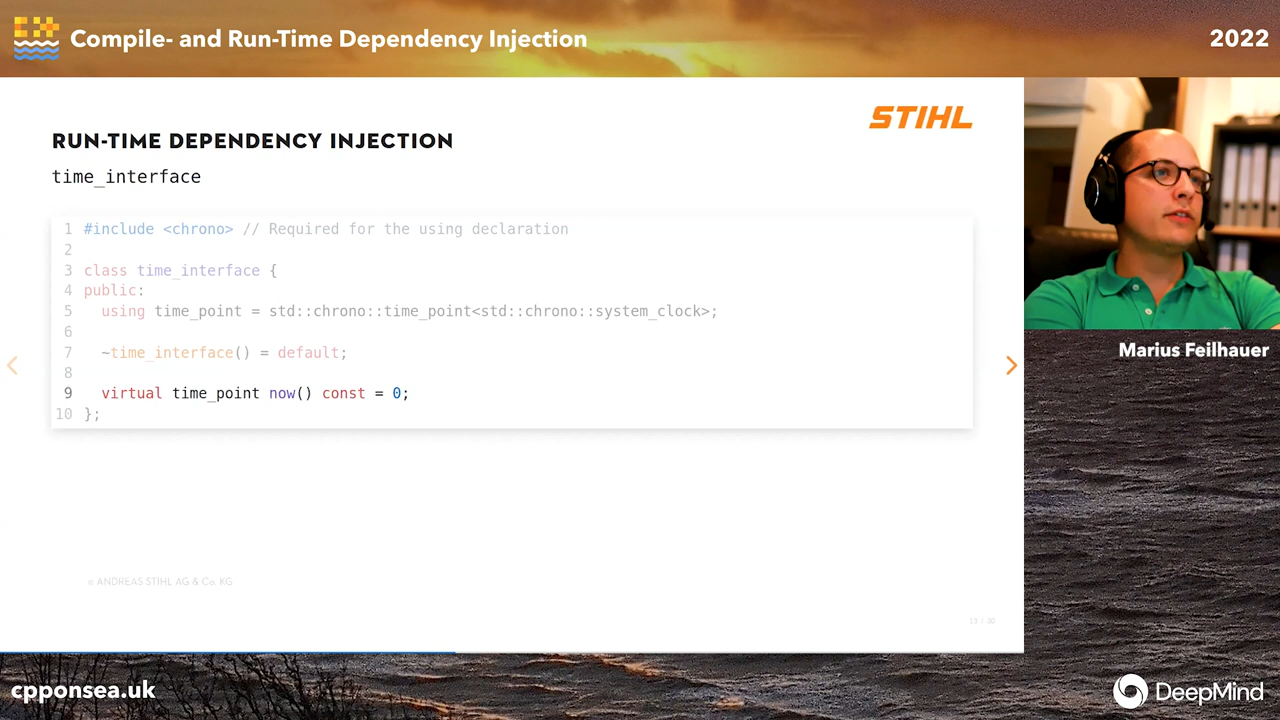 Compile- and Run-Time Dependency Injection
2022
STIHL
RUN-TIME DEPENDENCY INJECTION
time_interface
1 #include <chrono> // Required for the using declaration
2
3 class time_interface {
4 public:
5 using time_point = std::chrono::time_point<std::chrono::system_clock>;
6
7 ~time_interface() = default;
8
9 virtual time_point now() const = 0;
10 };
Marius Feilhauer
© ANDREAS STIHL AG & Co. KG
13 / 30
cpponsea.uk
DeepMind